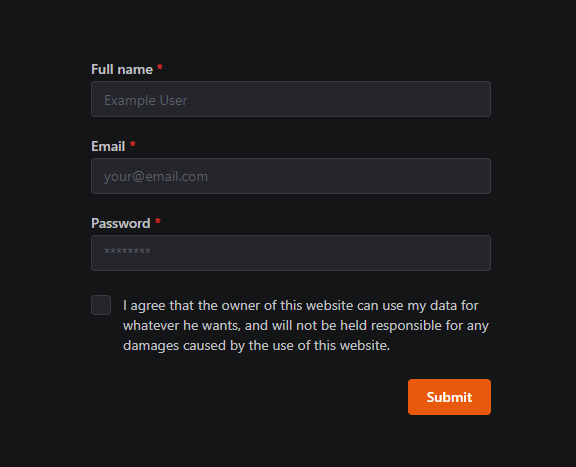 Full name *
Example User
Email *
your@email.com
Password *
********
I agree that the owner of this website can use my data for
whatever he wants, and will not be held responsible for any
damages caused by the use of this website.
Submit